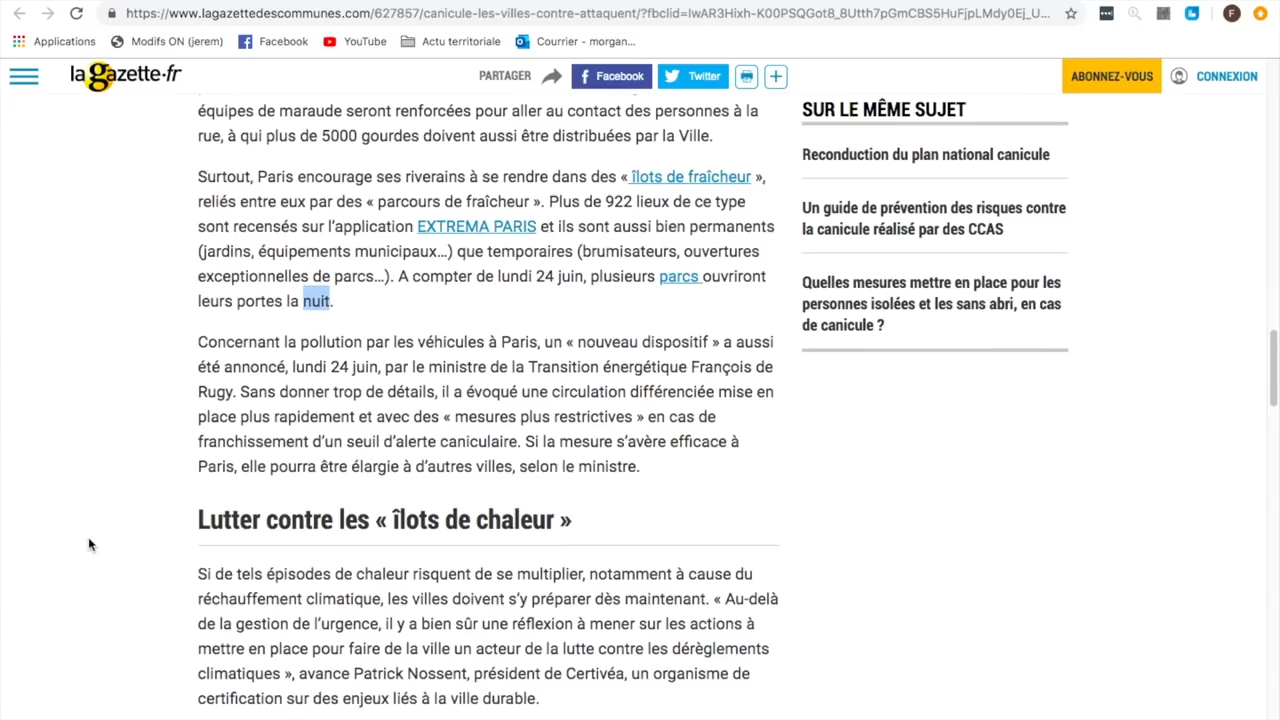 https://www.lagazettedescommunes.com/627857/canicule-les-villes-contre-attaquent/?fbclid=IwAR3Hixh-K00PSQGot8_8Utth7pGmCBS5HuFjpLMdy0Ej_U...
F
Applications
Modifs ON (jerem)
Facebook
YouTube
Actu territoriale
Courrier - morgan...
la gazette·fr
PARTAGER
Facebook
Twitter
ABONNEZ-VOUS
CONNEXION
équipes de maraude seront renforcées pour aller au contact des personnes à la
rue, à qui plus de 5000 gourdes doivent aussi être distribuées par la Ville.
Surtout, Paris encourage ses riverains à se rendre dans des « îlots de fraîcheur »,
reliés entre eux par des « parcours de fraîcheur ». Plus de 922 lieux de ce type
sont recensés sur l'application EXTREMA PARIS et ils sont aussi bien permanents
(jardins, équipements municipaux…) que temporaires (brumisateurs, ouvertures
exceptionnelles de parcs…). A compter de lundi 24 juin, plusieurs parcs ouvriront
leurs portes la nuit.
Concernant la pollution par les véhicules à Paris, un « nouveau dispositif » a aussi
été annoncé, lundi 24 juin, par le ministre de la Transition énergétique François de
Rugy. Sans donner trop de détails, il a évoqué une circulation différenciée mise en
place plus rapidement et avec des « mesures plus restrictives » en cas de
franchissement d'un seuil d'alerte caniculaire. Si la mesure s'avère efficace à
Paris, elle pourra être élargie à d'autres villes, selon le ministre.
Lutter contre les « îlots de chaleur »
Si de tels épisodes de chaleur risquent de se multiplier, notamment à cause du
réchauffement climatique, les villes doivent s'y préparer dès maintenant. « Au-delà
de la gestion de l'urgence, il y a bien sûr une réflexion à mener sur les actions à
mettre en place pour faire de la ville un acteur de la lutte contre les dérèglements
climatiques », avance Patrick Nossent, président de Certivéa, un organisme de
certification sur des enjeux liés à la ville durable.
SUR LE MÊME SUJET
Reconduction du plan national canicule
Un guide de prévention des risques contre
la canicule réalisé par des CCAS
Quelles mesures mettre en place pour les
personnes isolées et les sans abri, en cas
de canicule ?